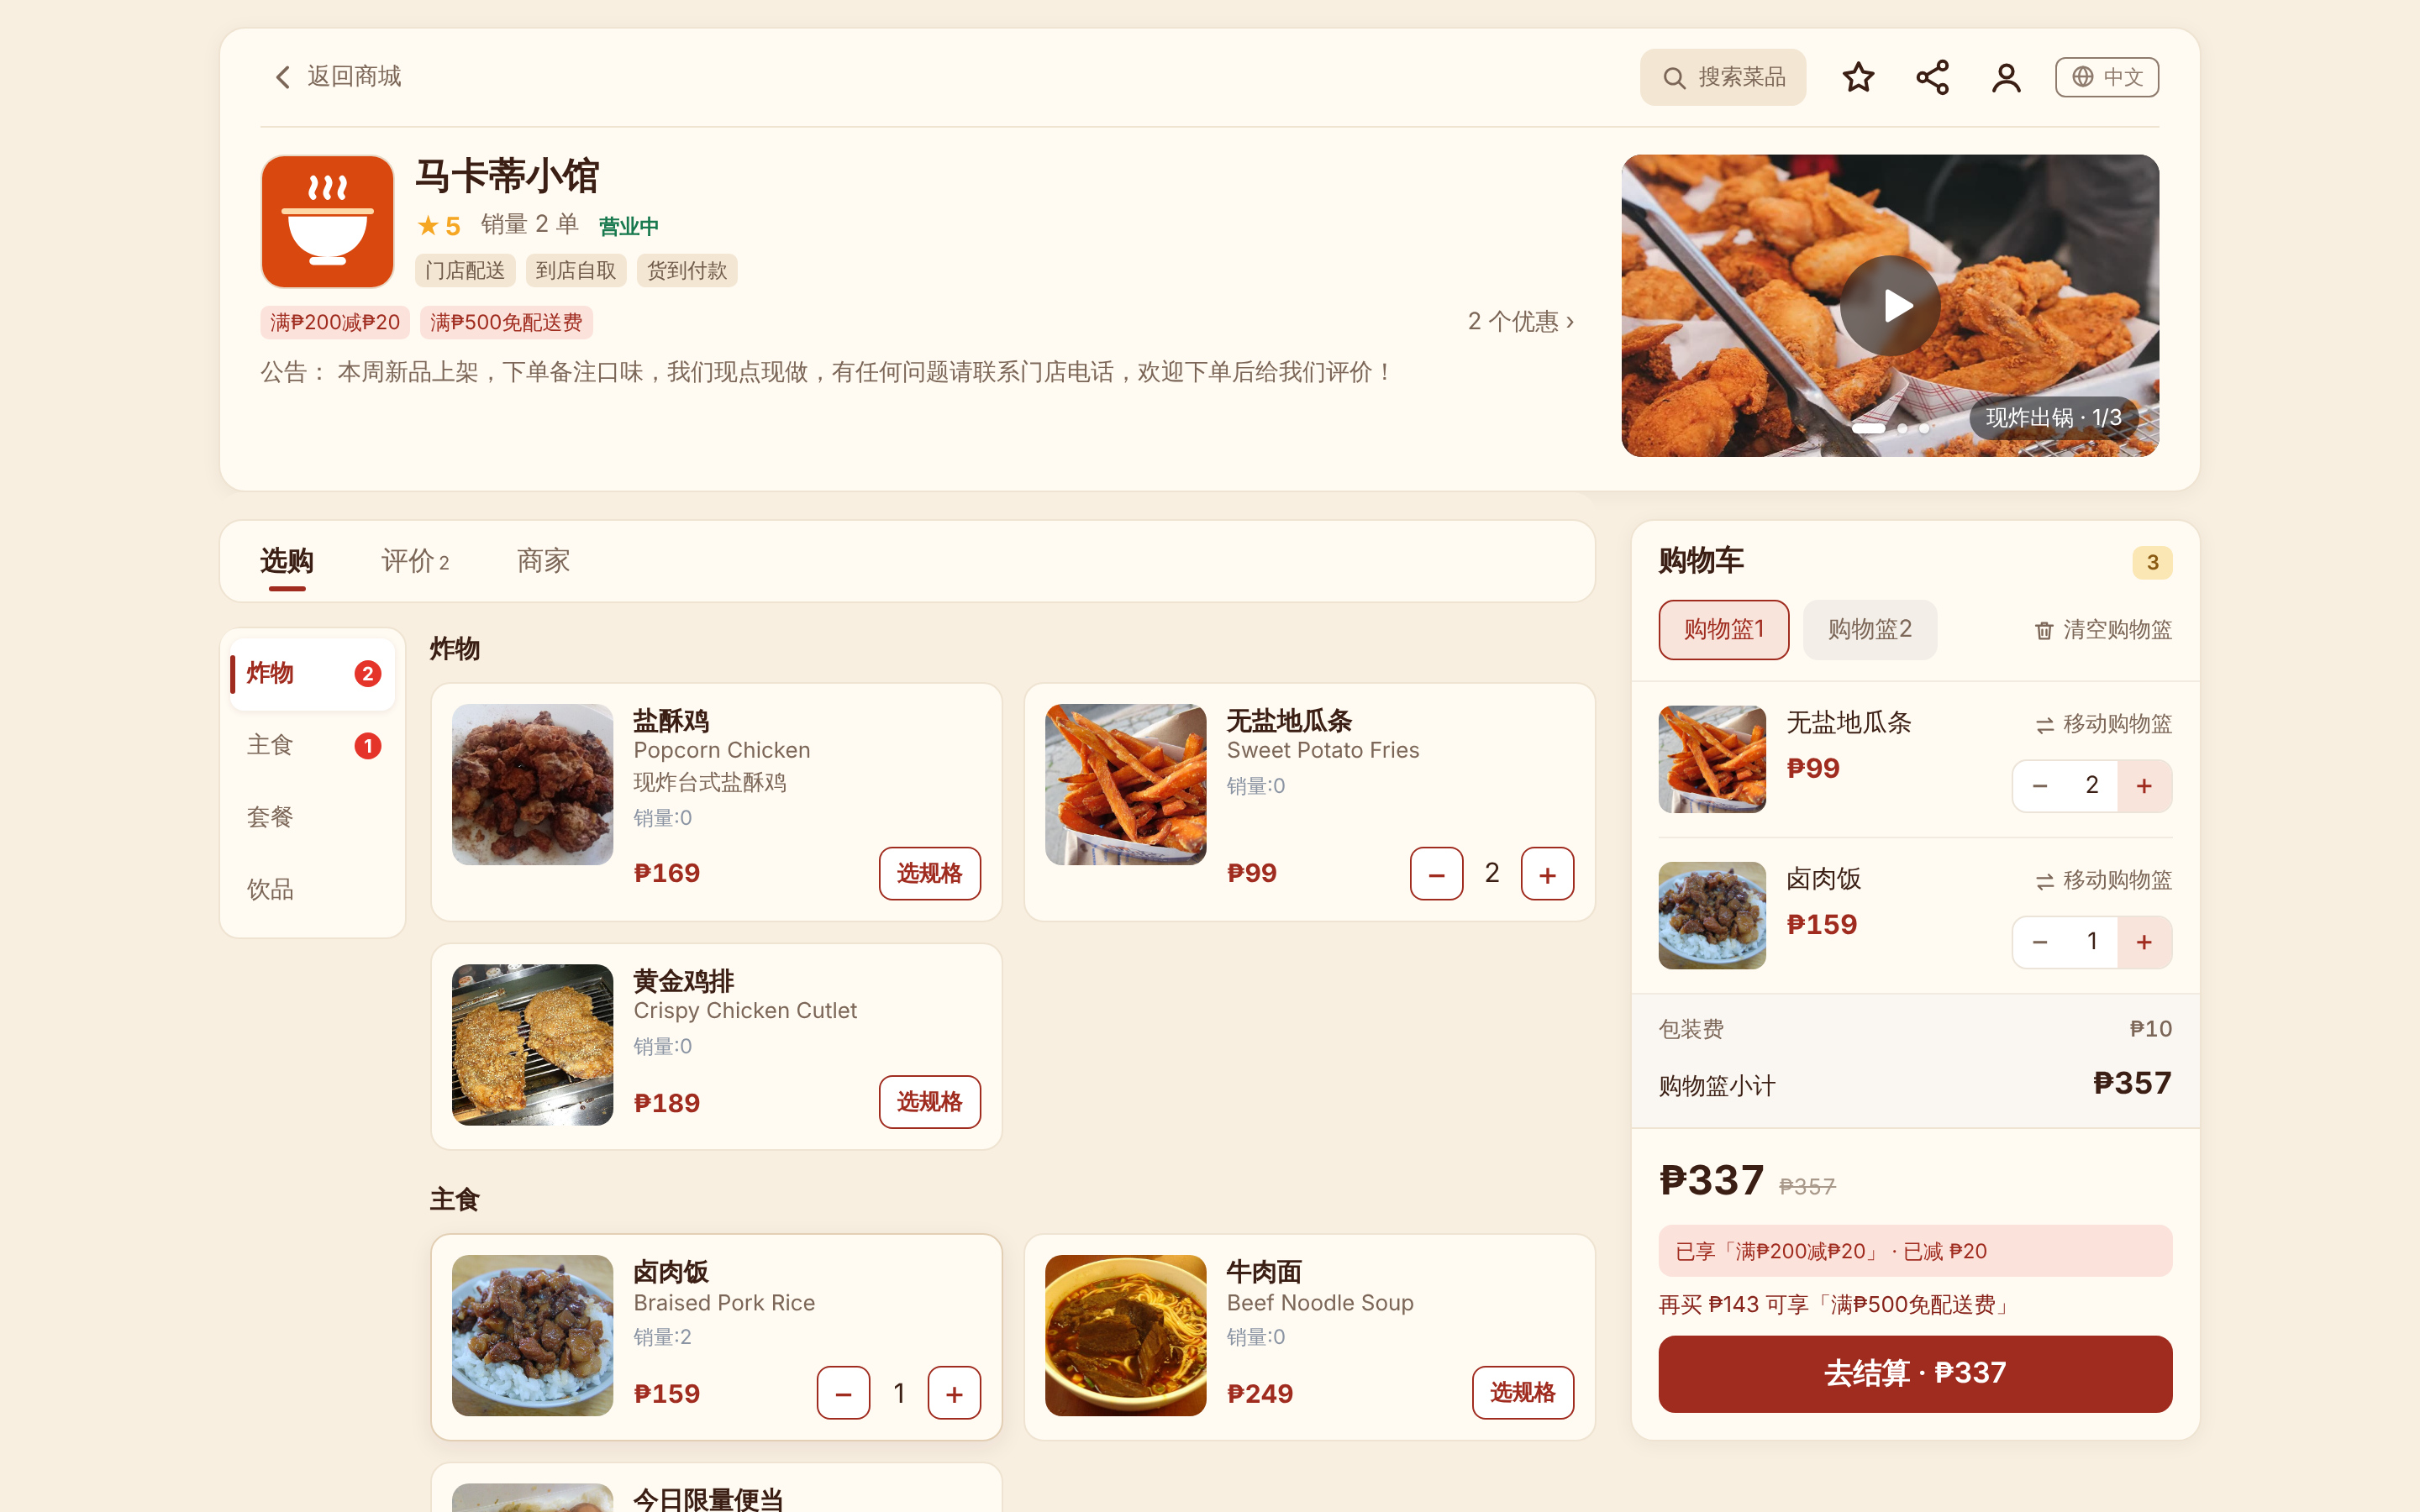 返回商城
搜索菜品
中文
马卡蒂小馆
★ 5 销量 2 单 营业中
门店配送 到店自取 货到付款
满₱200减₱20 满₱500免配送费
2 个优惠 ›
公告： 本周新品上架，下单备注口味，我们现点现做，有任何问题请联系门店电话，欢迎下单后给我们评价！
现炸出锅 · 1/3
选购 评价 2 商家
炸物 2
主食 1
套餐
饮品
炸物
盐酥鸡
Popcorn Chicken
现炸台式盐酥鸡
销量:0
₱169 选规格
无盐地瓜条
Sweet Potato Fries
销量:0
₱99 − 2 +
黄金鸡排
Crispy Chicken Cutlet
销量:0
₱189 选规格
主食
卤肉饭
Braised Pork Rice
销量:2
₱159 − 1 +
牛肉面
Beef Noodle Soup
销量:0
₱249 选规格
今日限量便当
购物车 3
购物篮1 购物篮2 清空购物篮
无盐地瓜条 移动购物篮
₱99 − 2 +
卤肉饭 移动购物篮
₱159 − 1 +
包装费 ₱10
购物篮小计 ₱357
₱337 ₱357
已享「满₱200减₱20」 · 已减 ₱20
再买 ₱143 可享「满₱500免配送费」
去结算 · ₱337